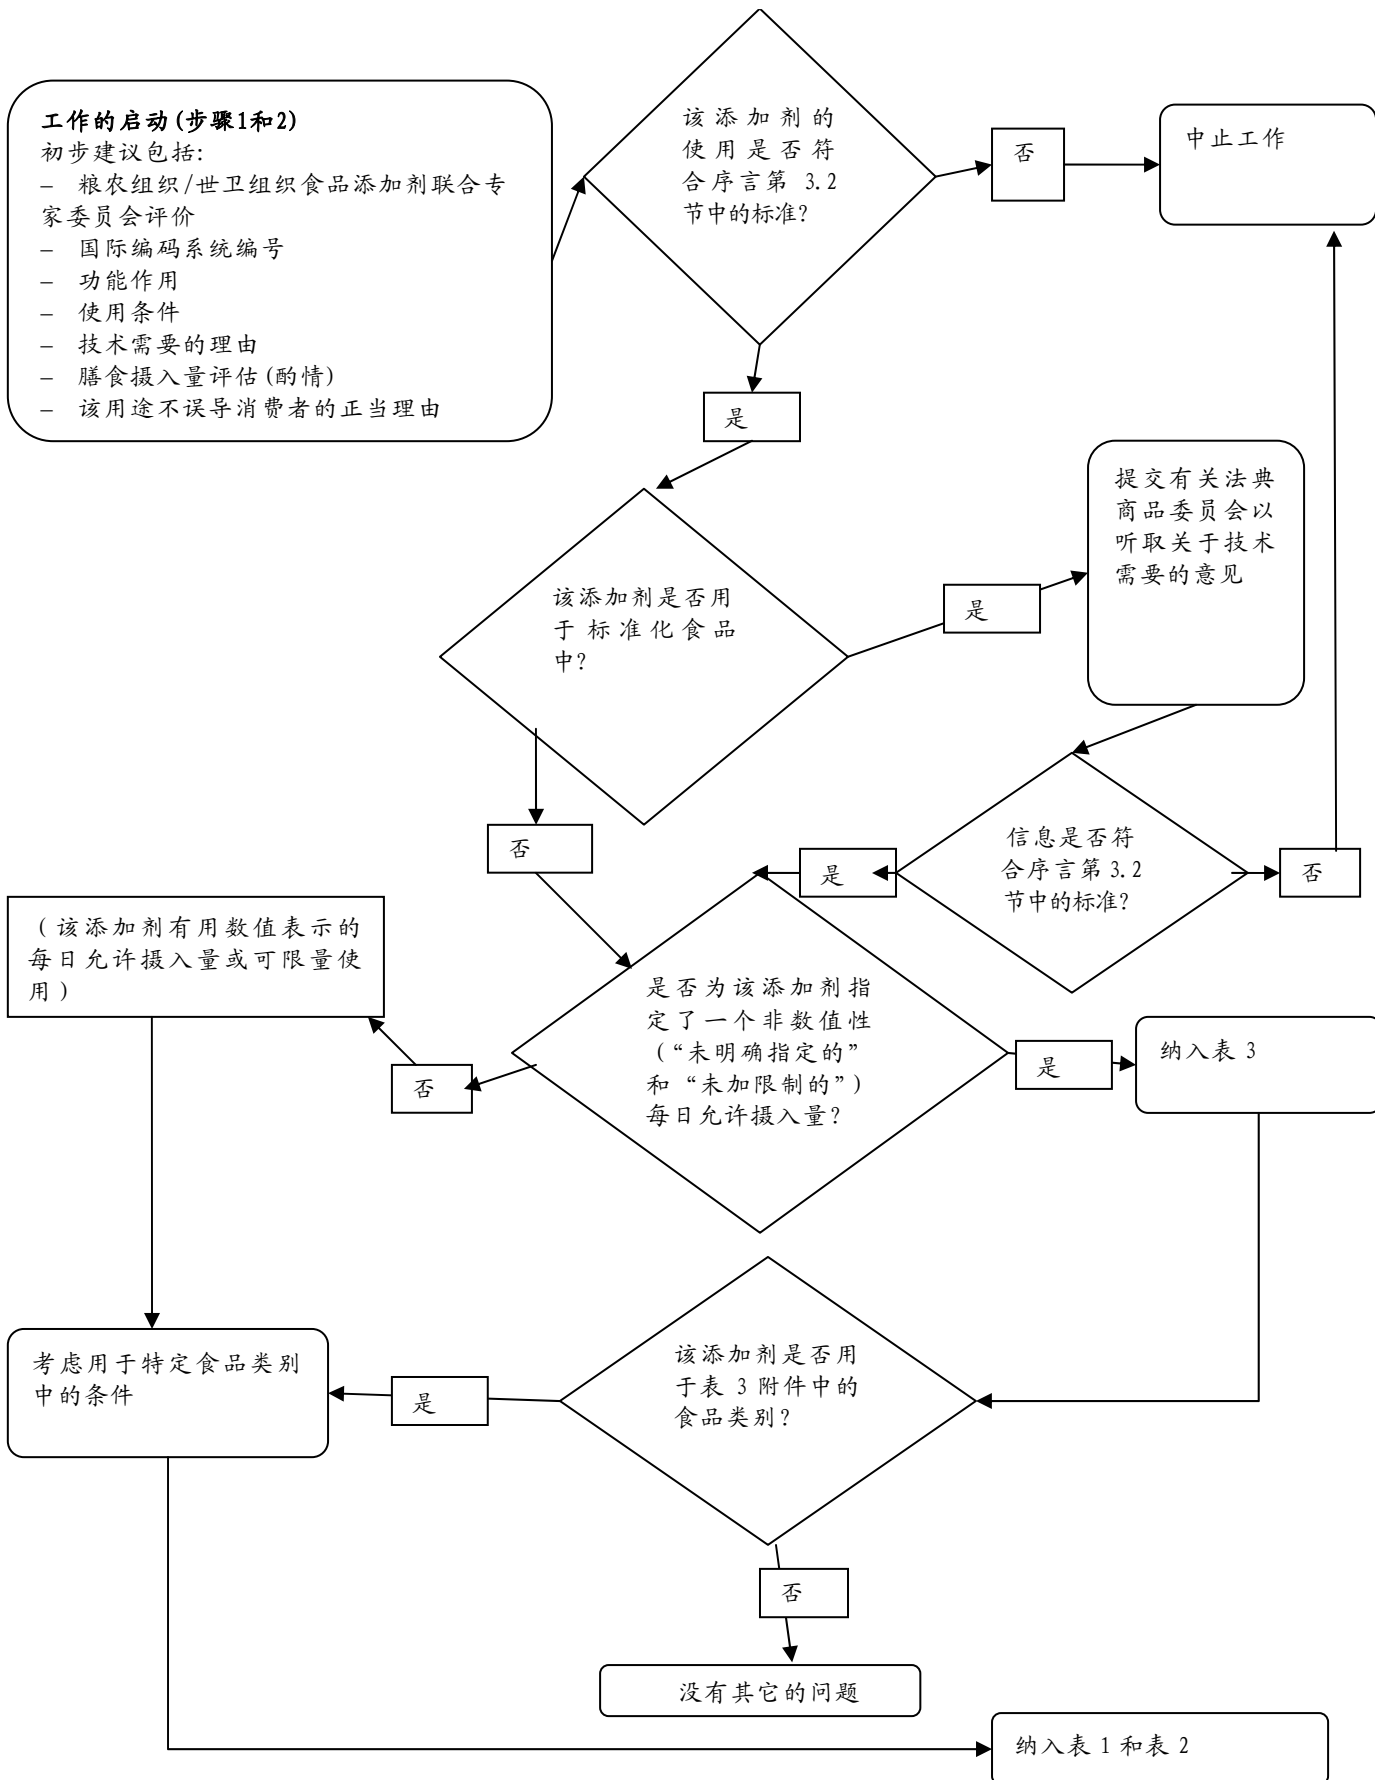 工作的启动(步骤1和2)
初步建议包括:
– 粮农组织/世卫组织食品添加剂联合专
家委员会评价
– 国际编码系统编号
– 功能作用
– 使用条件
– 技术需要的理由
– 膳食摄入量评估(酌情)
– 该用途不误导消费者的正当理由
该添加剂的
使用是否符
合序言第 3.2
节中的标准?
否
中止工作
是
该添加剂是否用
于标准化食品
中?
是
提交有关法典
商品委员会以
听取关于技术
需要的意见
否
信息是否符
合序言第3.2
节中的标准?
是
否
(该添加剂有用数值表示的
每日允许摄入量或可限量使
用)
是否为该添加剂指
定了一个非数值性
(“未明确指定的”
和“未加限制的”)
每日允许摄入量?
否
是
纳入表 3
考虑用于特定食品类别
中的条件
是
该添加剂是否用
于表 3 附件中的
食品类别?
否
没有其它的问题
纳入表 1 和表 2